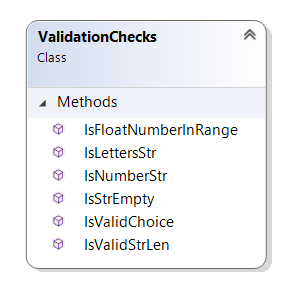 ValidationChecks
Class
Methods
IsFloatNumberInRange
IsLettersStr
IsNumberStr
IsStrEmpty
IsValidChoice
IsValidStrLen